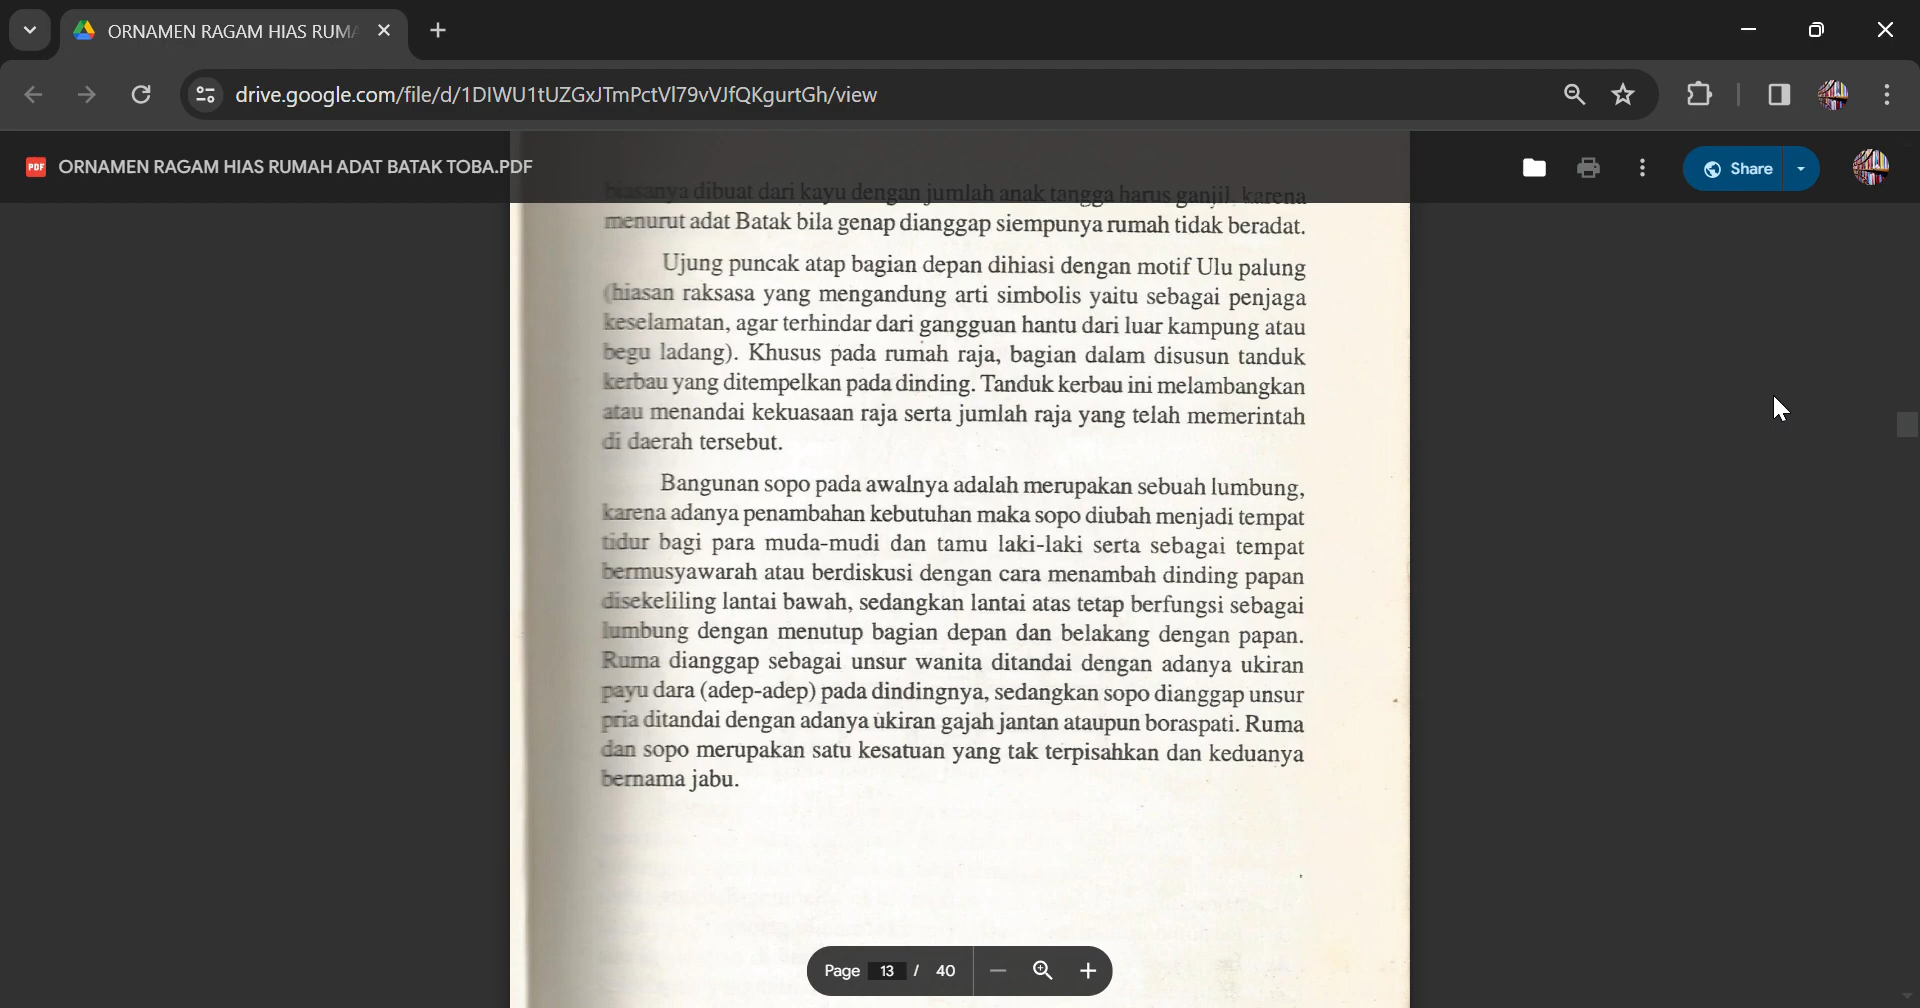 ORNAMEN RAGAM HIAS RUMA
drive.google.com/file/d/1DIWU1tUZGxJTmPctVl79vVJfQKgurtGh/view
PDF ORNAMEN RAGAM HIAS RUMAH ADAT BATAK TOBA.PDF
Share
biasanya dibuat dari kayu dengan jumlah anak tangga harus ganjil, karena
menurut adat Batak bila genap dianggap siempunya rumah tidak beradat.
Ujung puncak atap bagian depan dihiasi dengan motif Ulu palung
(hiasan raksasa yang mengandung arti simbolis yaitu sebagai penjaga
keselamatan, agar terhindar dari gangguan hantu dari luar kampung atau
begu ladang). Khusus pada rumah raja, bagian dalam disusun tanduk
kerbau yang ditempelkan pada dinding. Tanduk kerbau ini melambangkan
atau menandai kekuasaan raja serta jumlah raja yang telah memerintah
di daerah tersebut.
Bangunan sopo pada awalnya adalah merupakan sebuah lumbung,
karena adanya penambahan kebutuhan maka sopo diubah menjadi tempat
tidur bagi para muda-mudi dan tamu laki-laki serta sebagai tempat
bermusyawarah atau berdiskusi dengan cara menambah dinding papan
disekeliling lantai bawah, sedangkan lantai atas tetap berfungsi sebagai
lumbung dengan menutup bagian depan dan belakang dengan papan.
Ruma dianggap sebagai unsur wanita ditandai dengan adanya ukiran
payu dara (adep-adep) pada dindingnya, sedangkan sopo dianggap unsur
pria ditandai dengan adanya ukiran gajah jantan ataupun boraspati. Ruma
dan sopo merupakan satu kesatuan yang tak terpisahkan dan keduanya
bernama jabu.
Page 13 / 40